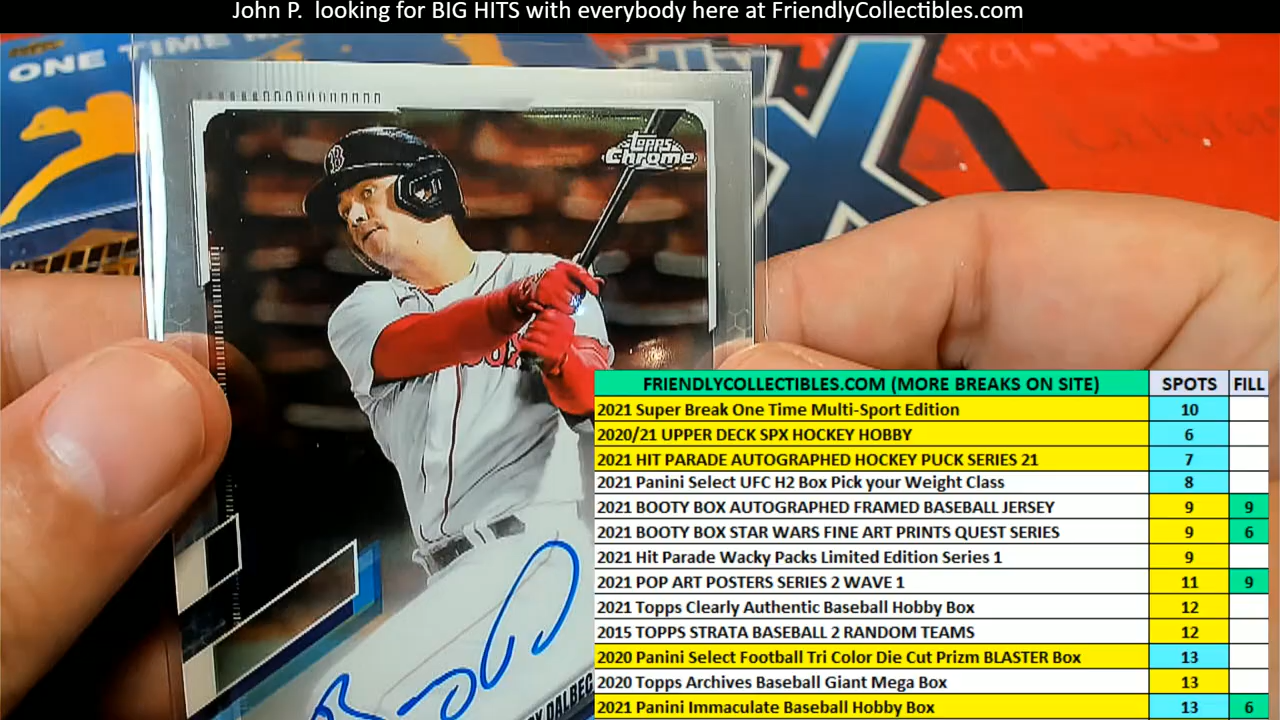 John P. looking for BIG HITS with everybody here at FriendlyCollectibles.com
ONE TIME
Topps
Chrome
B
FRIENDLYCOLLECTIBLES.COM (MORE BREAKS ON SITE) SPOTS FILL
2021 Super Break One Time Multi-Sport Edition 10
2020/21 UPPER DECK SPX HOCKEY HOBBY 6
2021 HIT PARADE AUTOGRAPHED HOCKEY PUCK SERIES 21 7
2021 Panini Select UFC H2 Box Pick your Weight Class 8
2021 BOOTY BOX AUTOGRAPHED FRAMED BASEBALL JERSEY 9 9
2021 BOOTY BOX STAR WARS FINE ART PRINTS QUEST SERIES 9 6
2021 Hit Parade Wacky Packs Limited Edition Series 1 9
2021 POP ART POSTERS SERIES 2 WAVE 1 11 9
2021 Topps Clearly Authentic Baseball Hobby Box 12
2015 TOPPS STRATA BASEBALL 2 RANDOM TEAMS 12
2020 Panini Select Football Tri Color Die Cut Prizm BLASTER Box 13
2020 Topps Archives Baseball Giant Mega Box 13
2021 Panini Immaculate Baseball Hobby Box 13 6
DALBEC